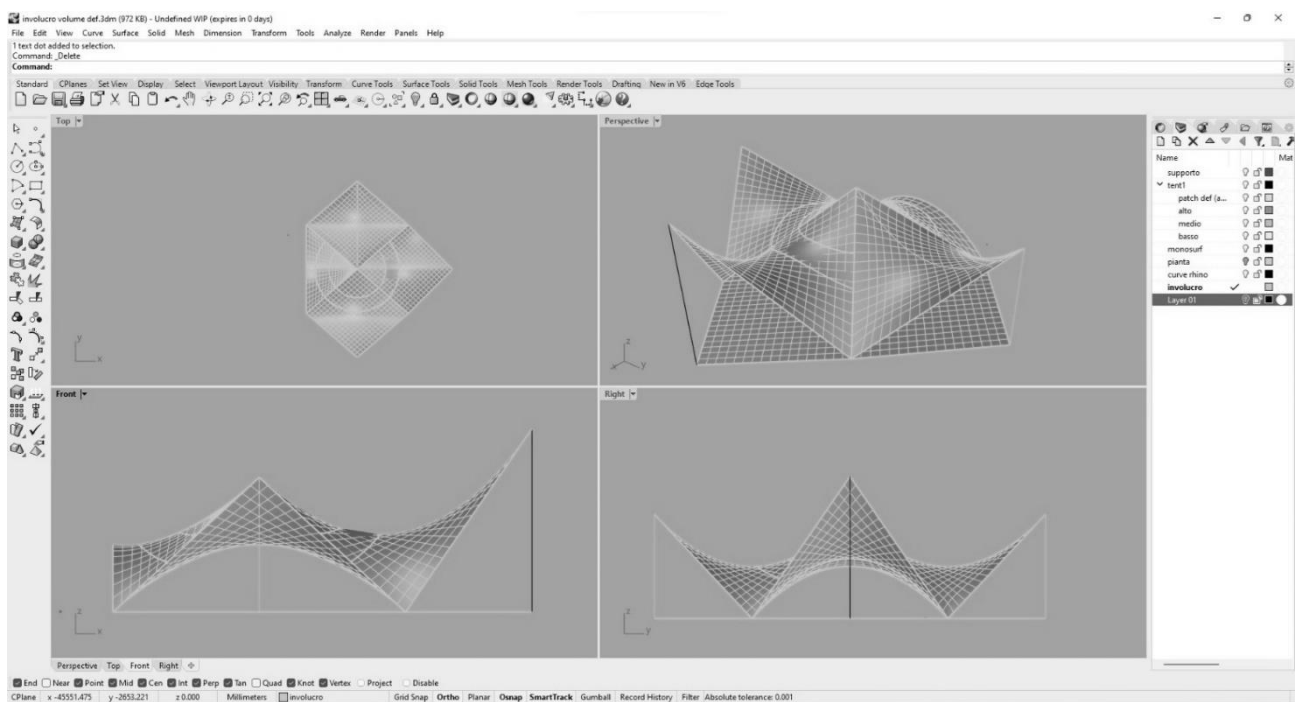 involucro volume def.3dm (972 KB) - Undefined WIP (expires in 0 days)
File Edit View Curve Surface Solid Mesh Dimension Transform Tools Analyze Render Panels Help
1 text dot added to selection.
Command: _Delete
Command:
Standard CPlanes Set View Display Select Viewport Layout Visibility Transform Curve Tools Surface Tools Solid Tools Mesh Tools Render Tools Drafting New in V6 Edge Tools
Top
Perspective
Name Mat
supporto
tent1
patch def (a...
alto
medio
basso
monosurf
pianta
curve rhino
involucro
Layer 01
y
x
z
x y
Front
Right
z
x
z
y
Perspective Top Front Right
End Near Point Mid Cen Int Perp Tan Quad Knot Vertex Project Disable
CPlane x -45551.475 y -2653.221 z 0.000 Millimeters involucro Grid Snap Ortho Planar Osnap SmartTrack Gumball Record History Filter Absolute tolerance: 0.001